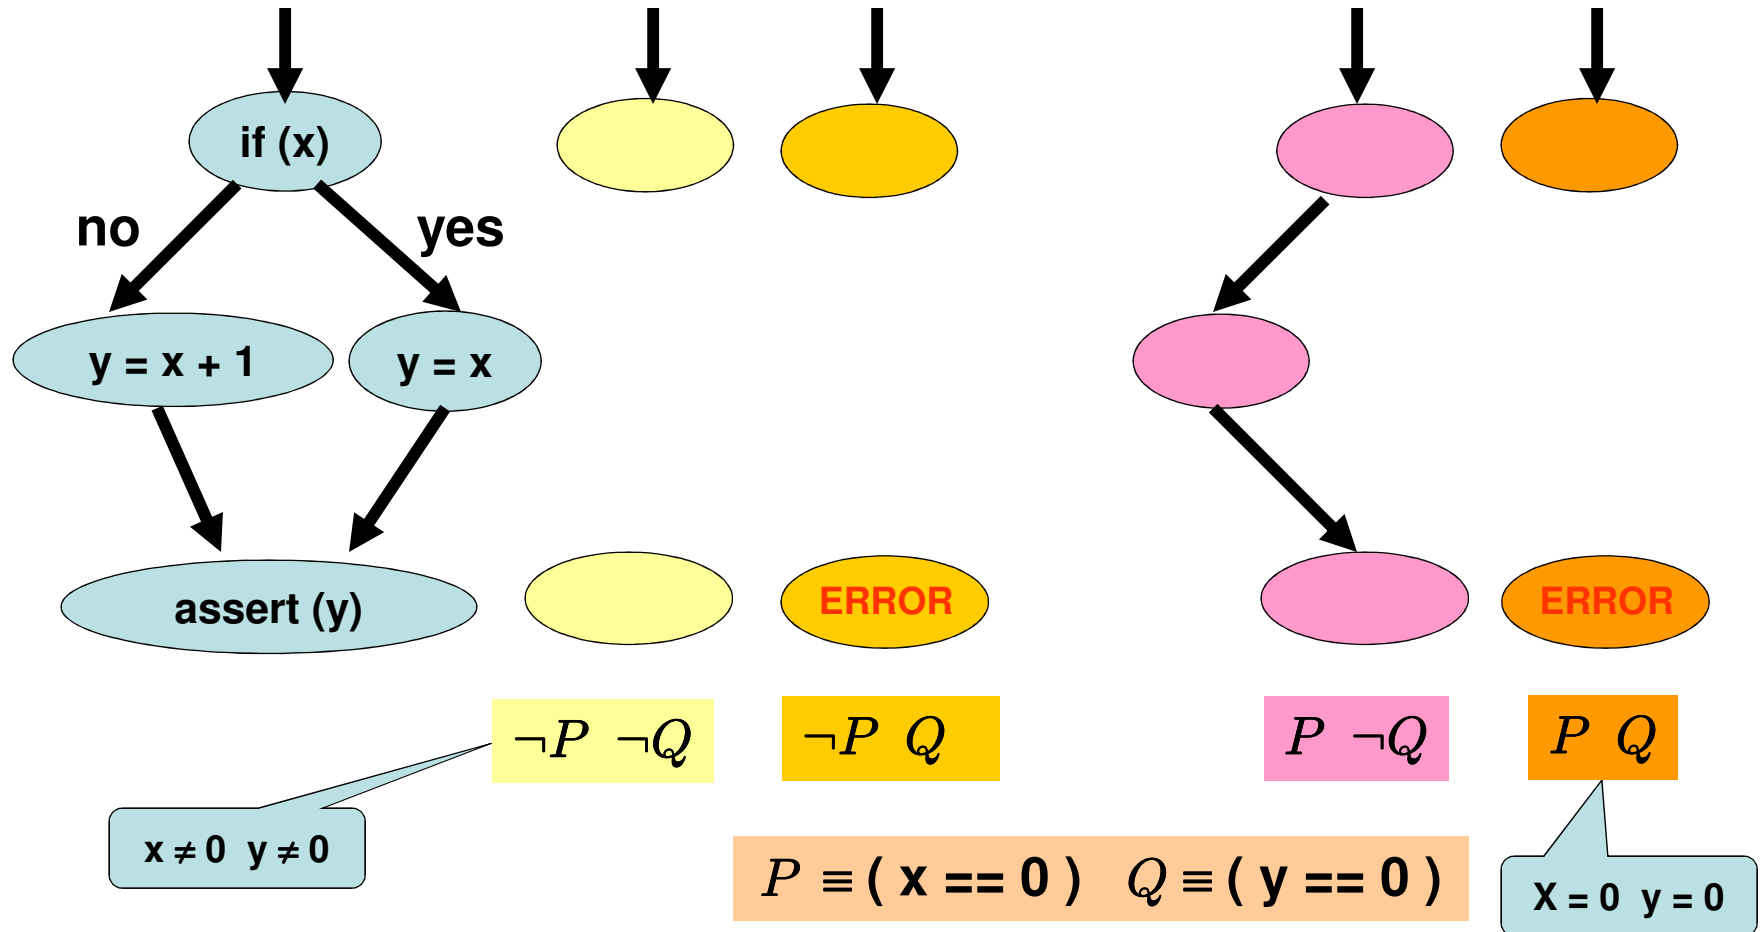 if (x)
no
yes
y = x + 1
y = x
assert (y)
ERROR
ERROR
¬P ¬Q
¬P Q
P ¬Q
P Q
x ≠ 0 y ≠ 0
P ≡ ( x == 0 ) Q ≡ ( y == 0 )
X = 0 y = 0